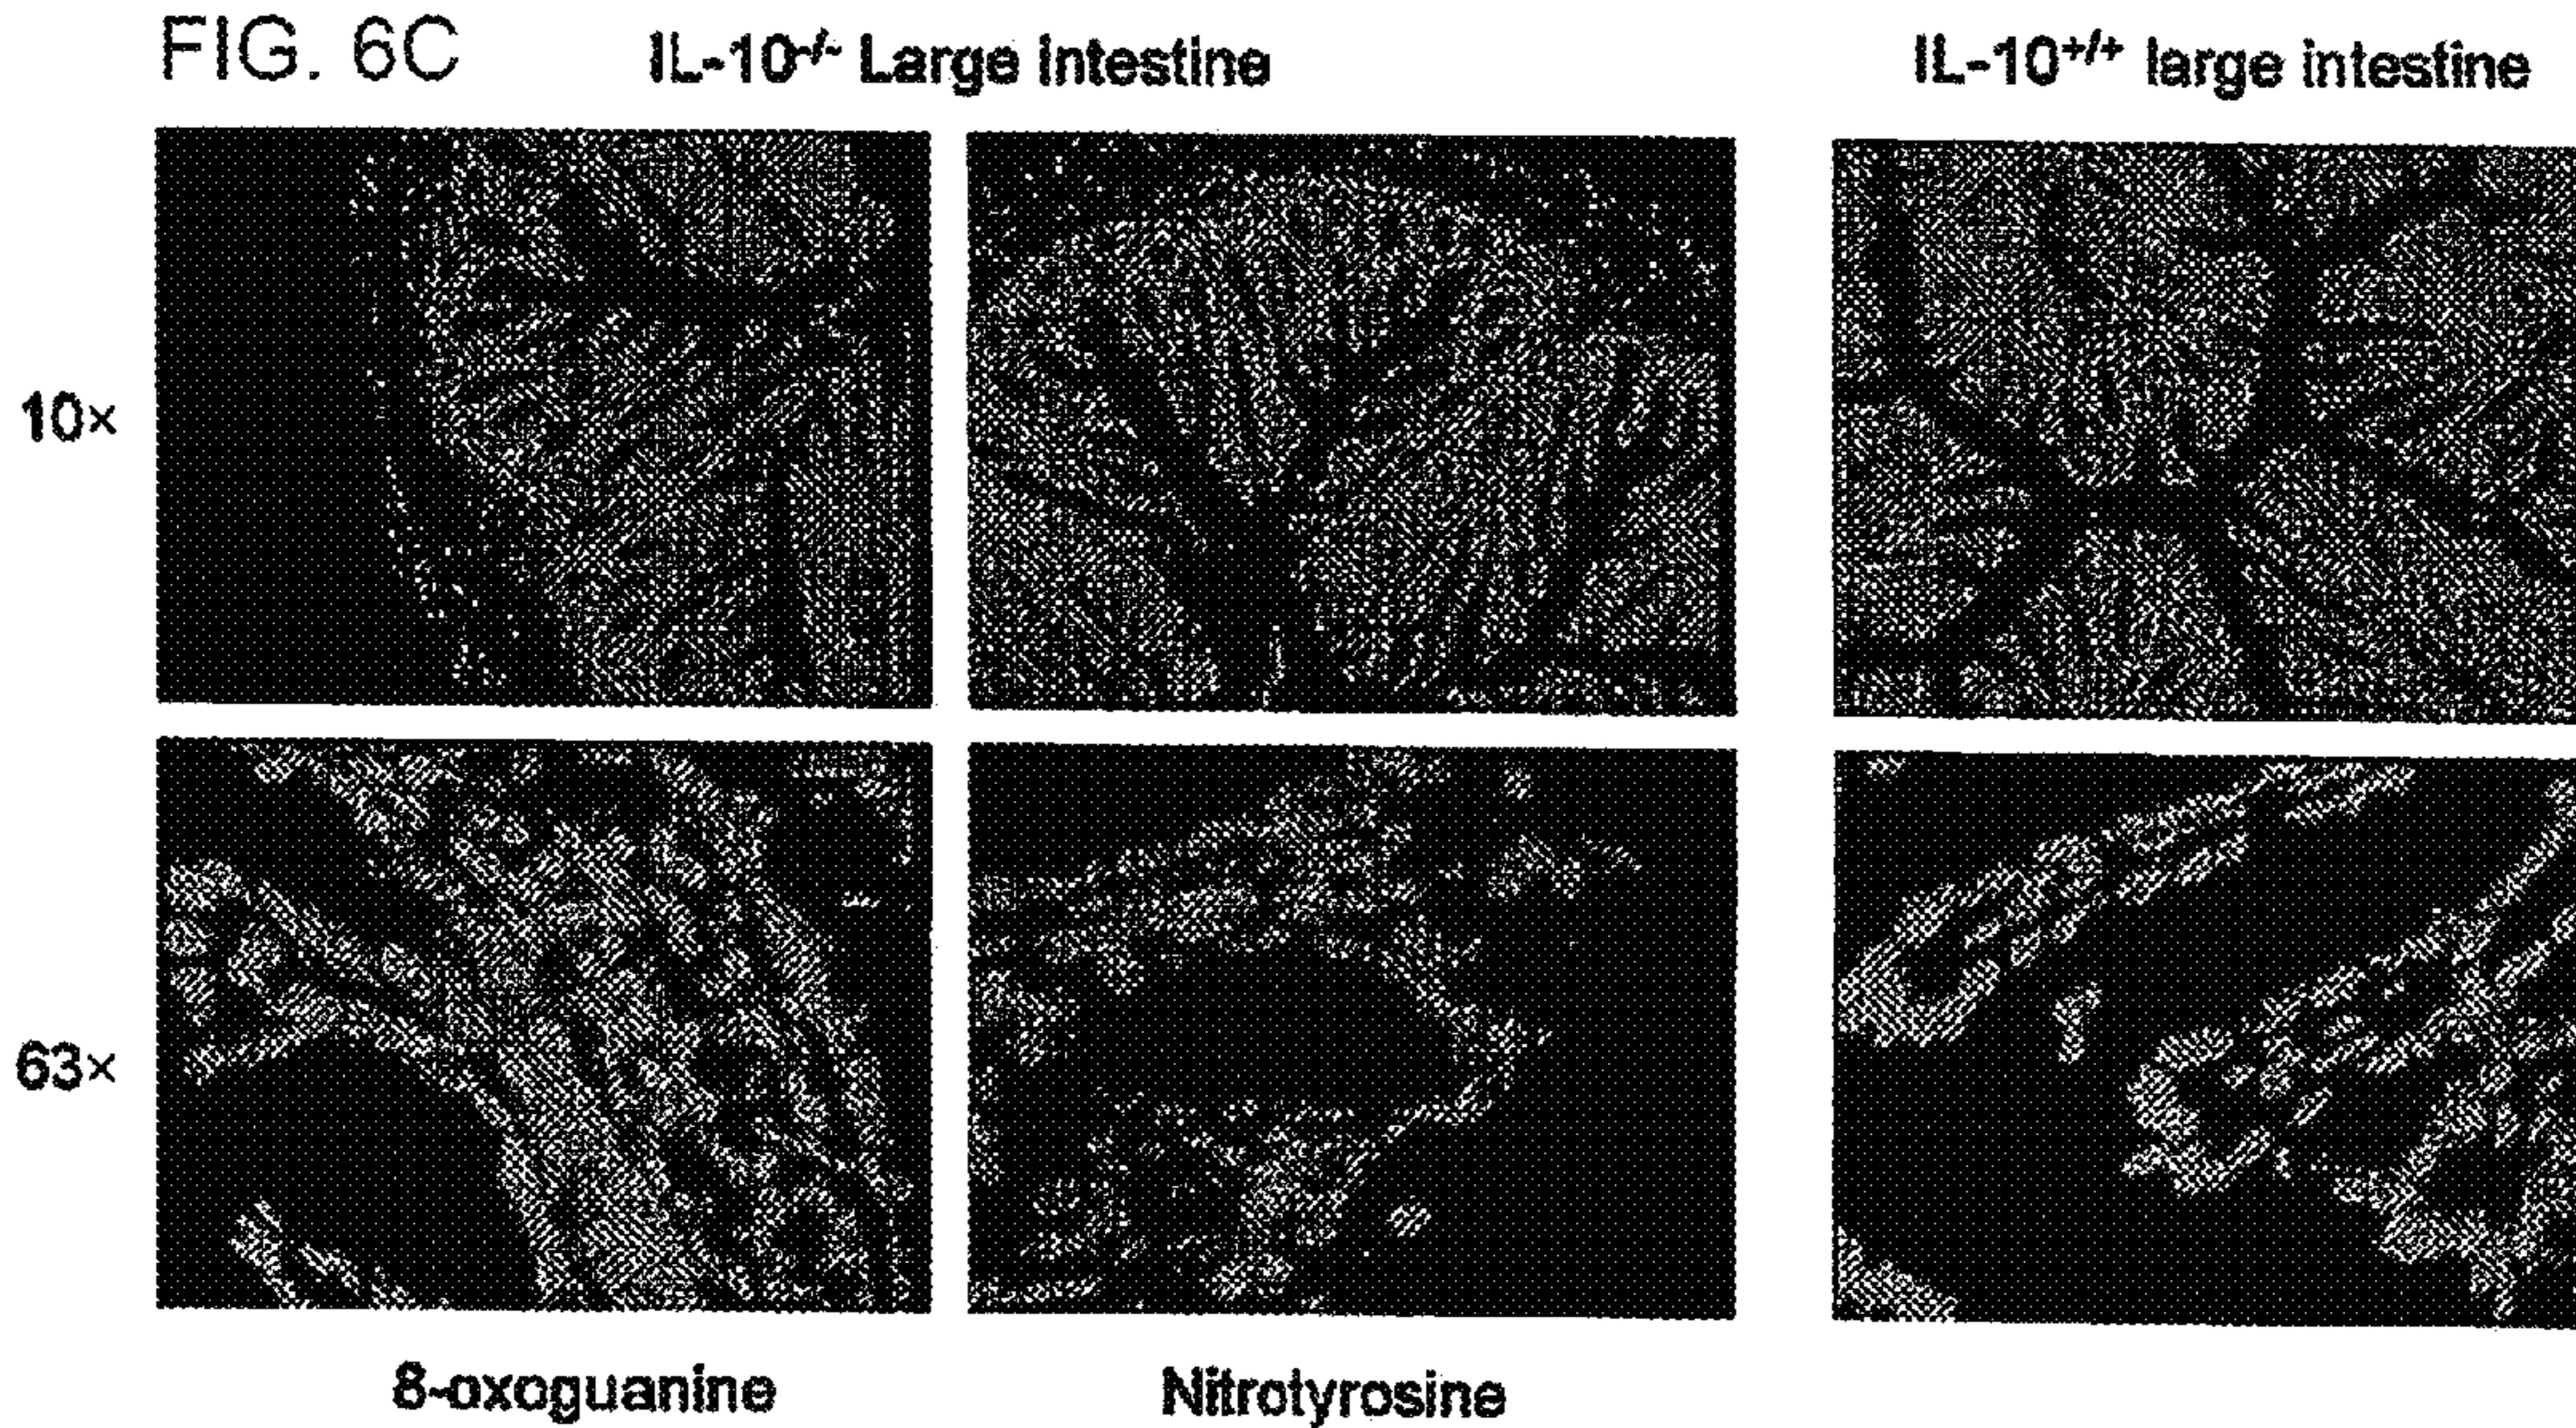 FIG. 6C
IL-10-/- Large Intestine
IL-10+/+ large intestine
10×
63×
8-oxoguanine
Nitrotyrosine